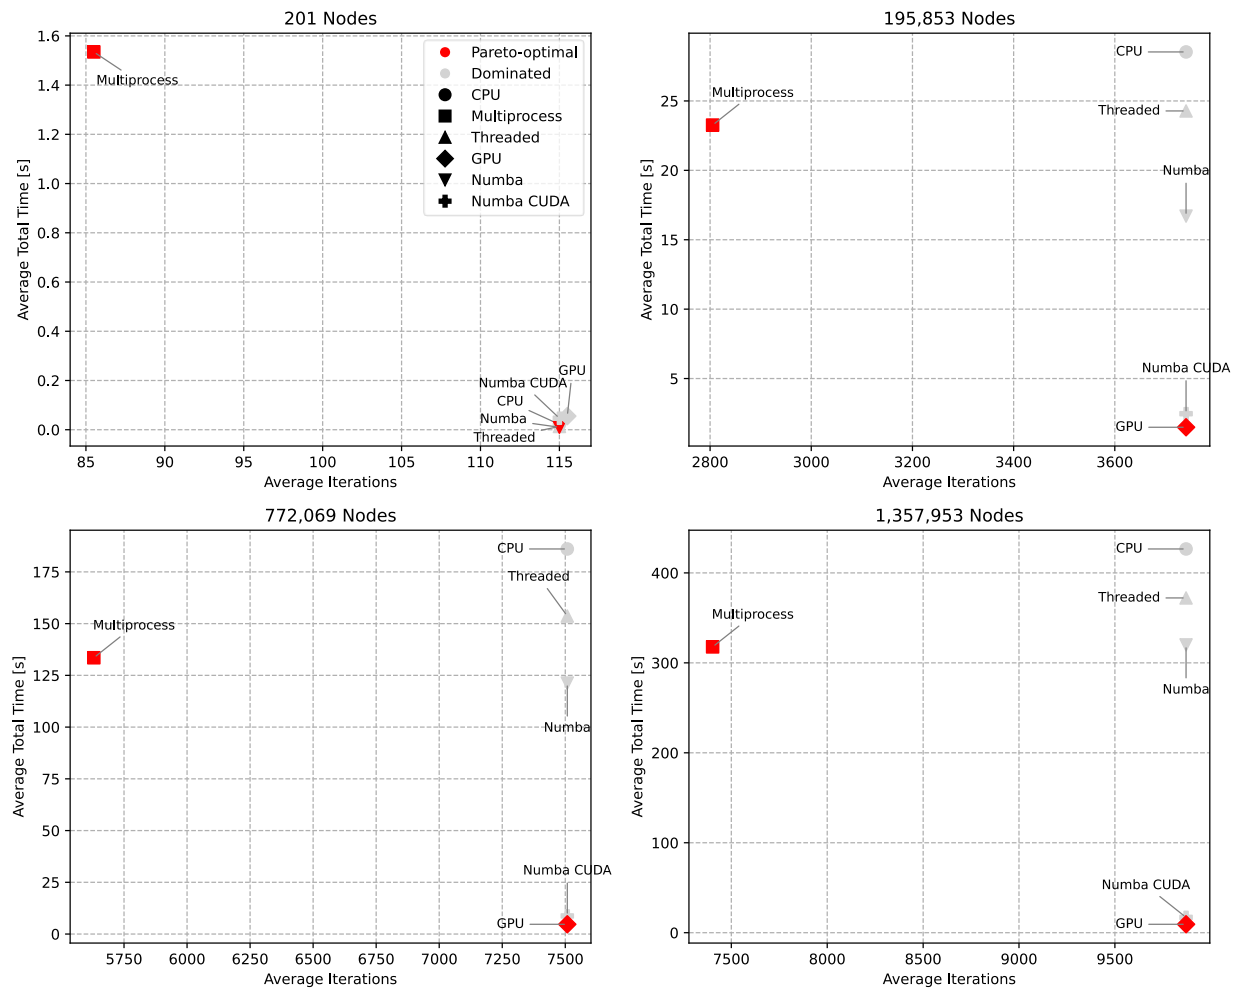 201 Nodes
1.6
1.4
1.2
1.0
0.8
0.6
0.4
0.2
0.0
Average Total Time [s]
Multiprocess
Pareto-optimal
Dominated
CPU
Multiprocess
Threaded
GPU
Numba
Numba CUDA
GPU
Numba CUDA
CPU
Numba
Threaded
85
90
95
100
105
110
115
Average Iterations
195,853 Nodes
25
20
15
10
5
Average Total Time [s]
CPU
Multiprocess
Threaded
Numba
Numba CUDA
GPU
2800
3000
3200
3400
3600
Average Iterations
772,069 Nodes
175
150
125
100
75
50
25
0
Average Total Time [s]
CPU
Threaded
Multiprocess
Numba
Numba CUDA
GPU
5750
6000
6250
6500
6750
7000
7250
7500
Average Iterations
1,357,953 Nodes
400
300
200
100
0
Average Total Time [s]
CPU
Threaded
Multiprocess
Numba
Numba CUDA
GPU
7500
8000
8500
9000
9500
Average Iterations